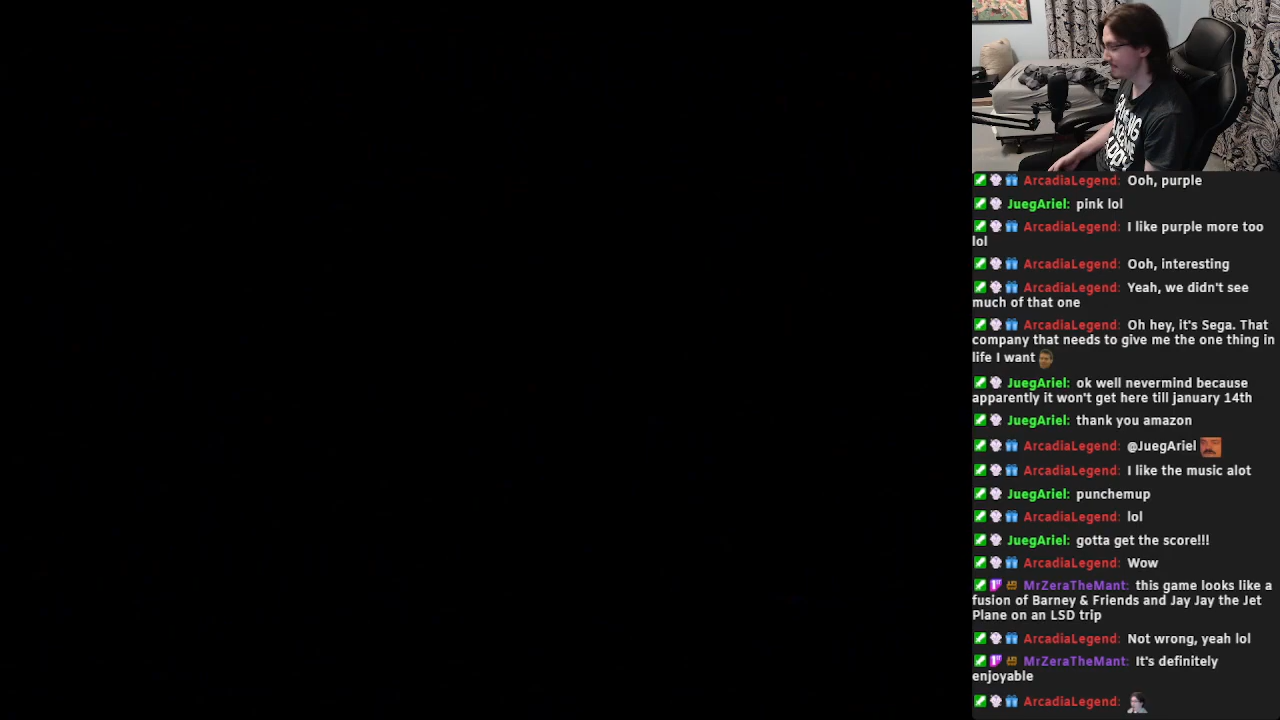 ArcadiaLegend: Ooh, purple
JuegAriel: pink lol
ArcadiaLegend: I like purple more too
lol
ArcadiaLegend: Ooh, interesting
ArcadiaLegend: Yeah, we didn't see
much of that one
ArcadiaLegend: Oh hey, it's Sega. That
company that needs to give me the one thing in
life I want
JuegAriel: ok well nevermind because
apparently it won't get here till january 14th
JuegAriel: thank you amazon
ArcadiaLegend: @JuegAriel
ArcadiaLegend: I like the music alot
JuegAriel: punchemup
ArcadiaLegend: lol
JuegAriel: gotta get the score!!!
ArcadiaLegend: Wow
MrZeraTheMant: this game looks like a
fusion of Barney & Friends and Jay Jay the Jet
Plane on an LSD trip
ArcadiaLegend: Not wrong, yeah lol
MrZeraTheMant: It's definitely
enjoyable
ArcadiaLegend: